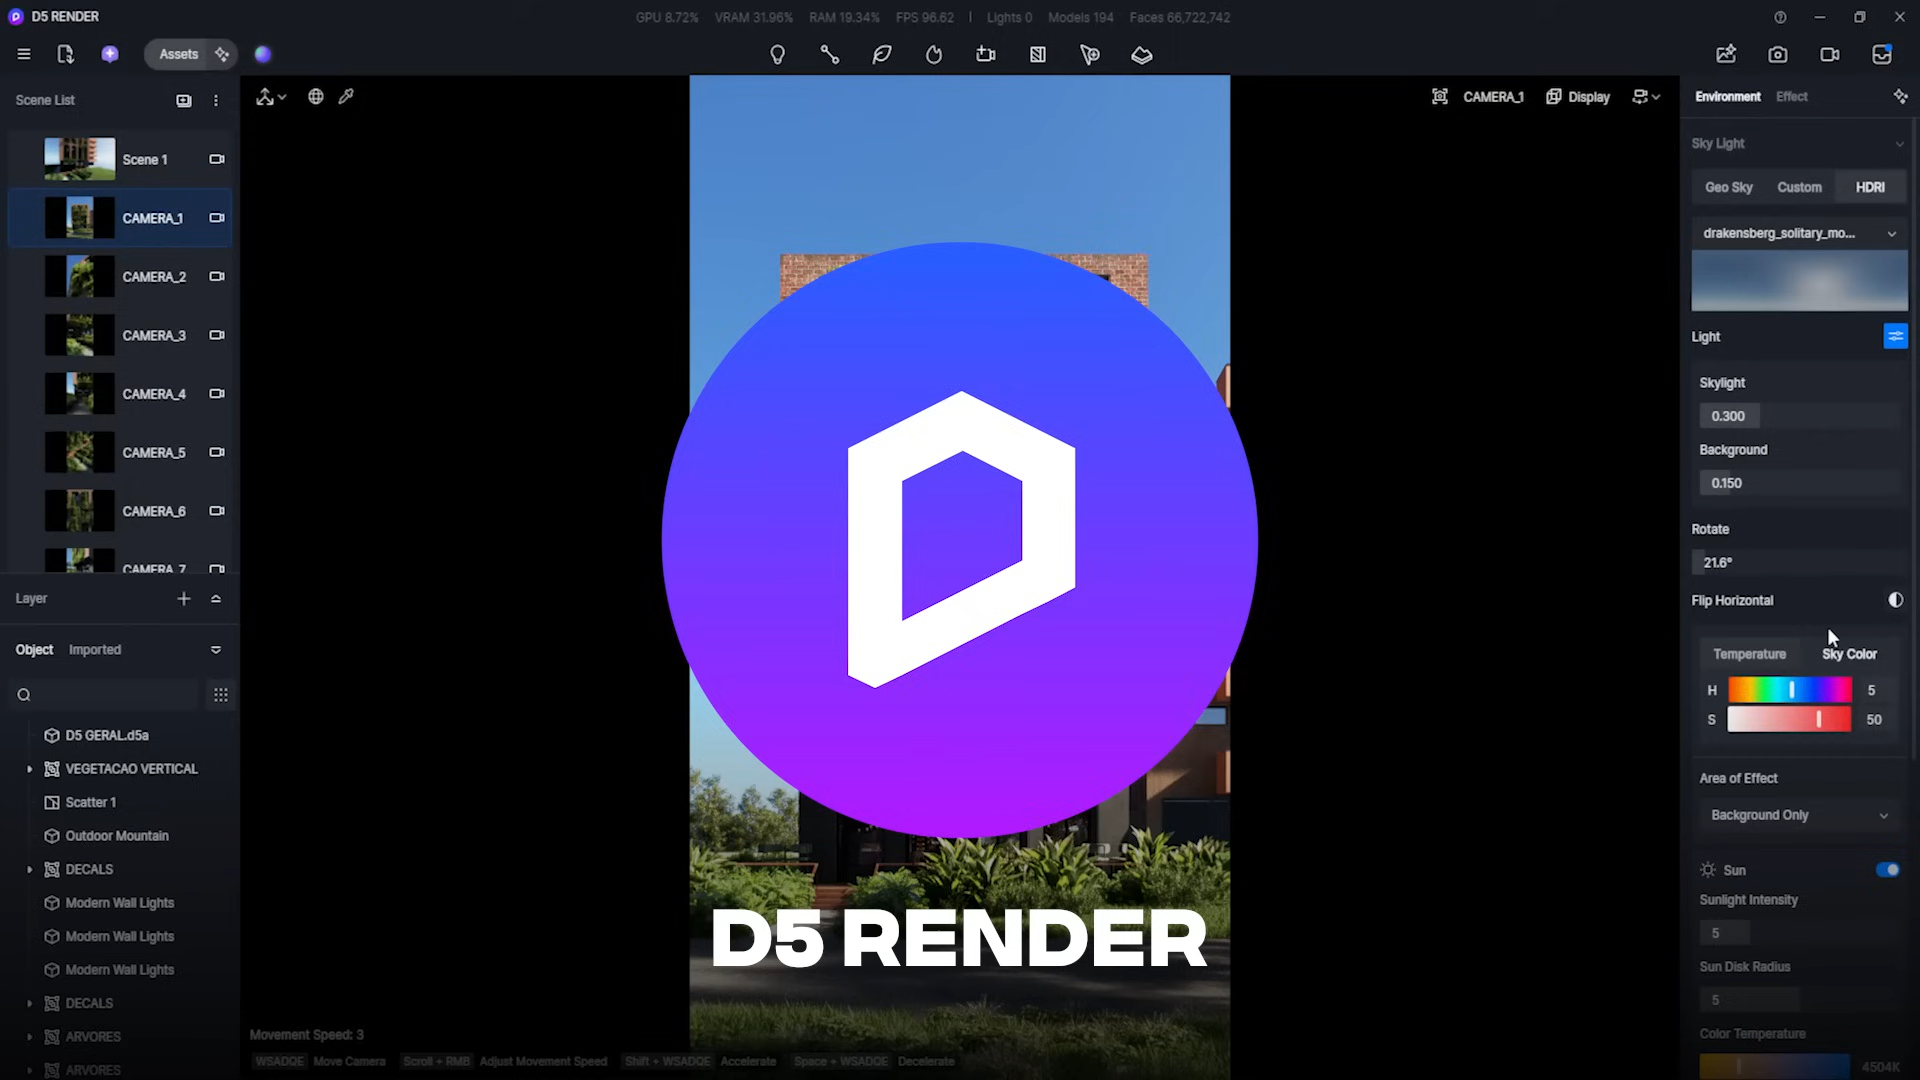 D5 RENDER
GPU 8.72% VRAM 31.96% RAM 19.34% FPS 96.62 | Lights 0 Models 194 Faces 66,722,742
Assets
Scene List
Scene 1
CAMERA_1
CAMERA_2
CAMERA_3
CAMERA_4
CAMERA_5
CAMERA_6
CAMERA_7
Layer
Object Imported
D5 GERAL.d5a
VEGETACAO VERTICAL
Scatter 1
Outdoor Mountain
DECALS
Modern Wall Lights
Modern Wall Lights
Modern Wall Lights
DECALS
ARVORES
ARVORES
CAMERA_1 Display
D5 RENDER
Movement Speed: 3
WSADQE Move Camera Scroll + RMB Adjust Movement Speed Shift + WSADQE Accelerate Space + WSADQE Decelerate
Environment Effect
Sky Light
Geo Sky Custom HDRI
drakensberg_solitary_mo...
Light
Skylight
0.300
Background
0.150
Rotate
21.6°
Flip Horizontal
Temperature Sky Color
H 5
S 50
Area of Effect
Background Only
Sun
Sunlight Intensity
5
Sun Disk Radius
5
Color Temperature
4504K